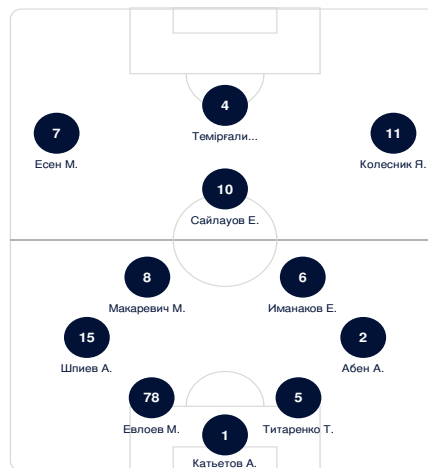 4
Темірғали...
7
Есен М.
11
Колесник Я.
10
Сайлауов Е.
8
Макаревич М.
6
Иманаков Е.
15
Шпиев А.
2
Абен А.
78
Евлоев М.
5
Титаренко Т.
1
Катьетов А.